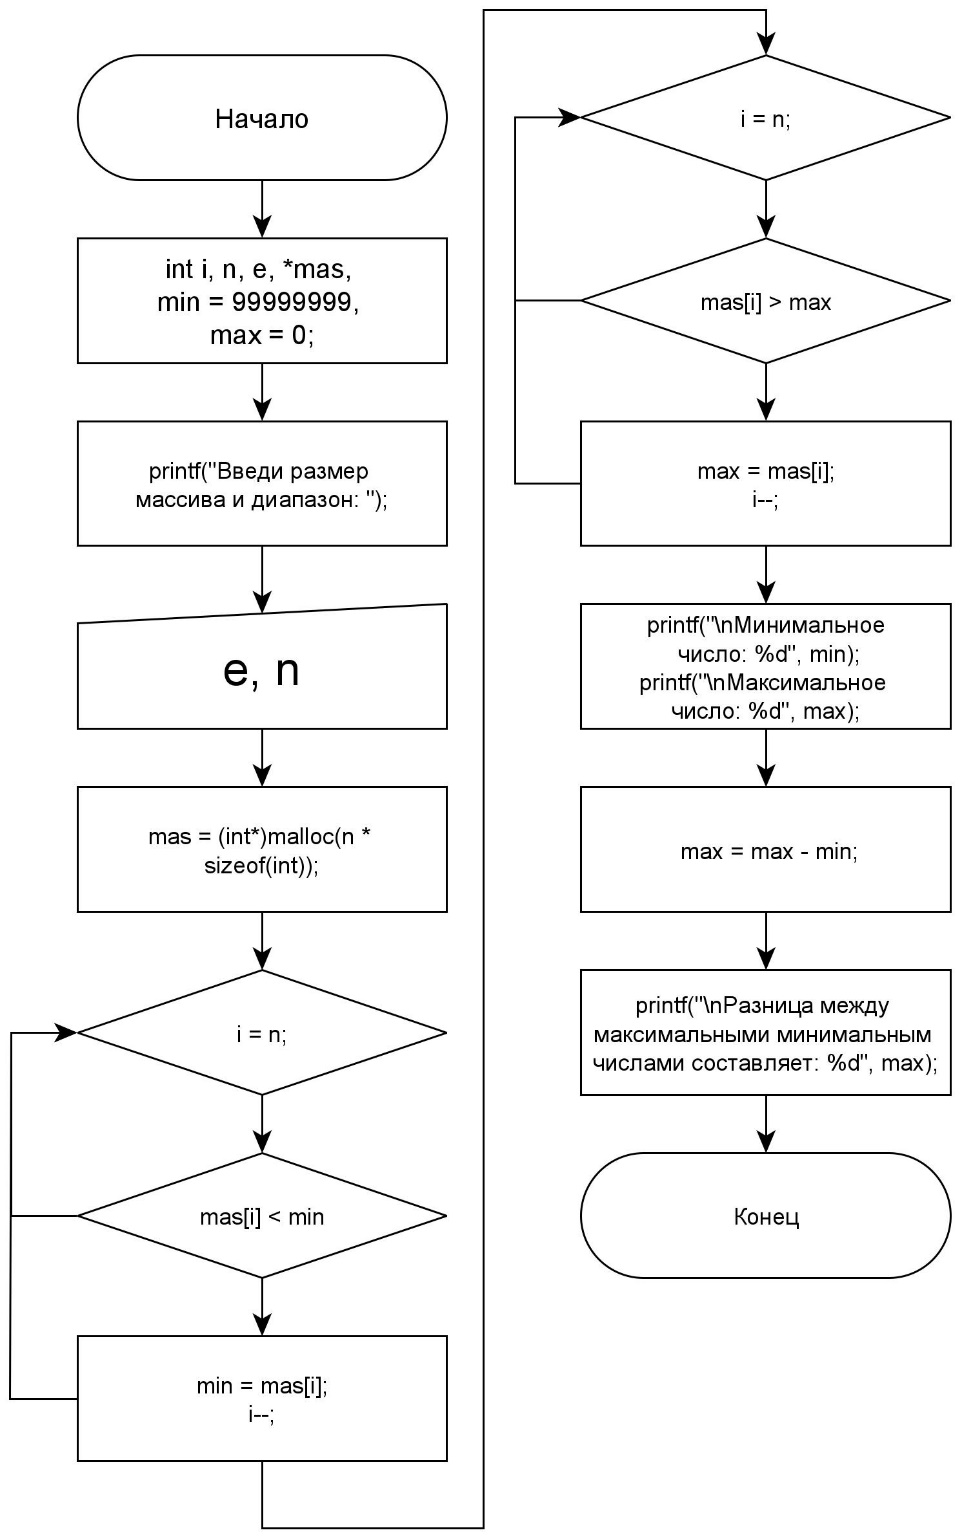 Начало
int i, n, e, *mas,
min = 99999999,
max = 0;
printf("Введи размер
массива и диапазон: ");
e, n
mas = (int*)malloc(n *
sizeof(int));
i = n;
mas[i] < min
min = mas[i];
i--;
i = n;
mas[i] > max
max = mas[i];
i--;
printf("\nМинимальное
число: %d", min);
printf("\nМаксимальное
число: %d", max);
max = max - min;
printf("\nРазница между
максимальными минимальным
числами составляет: %d", max);
Конец